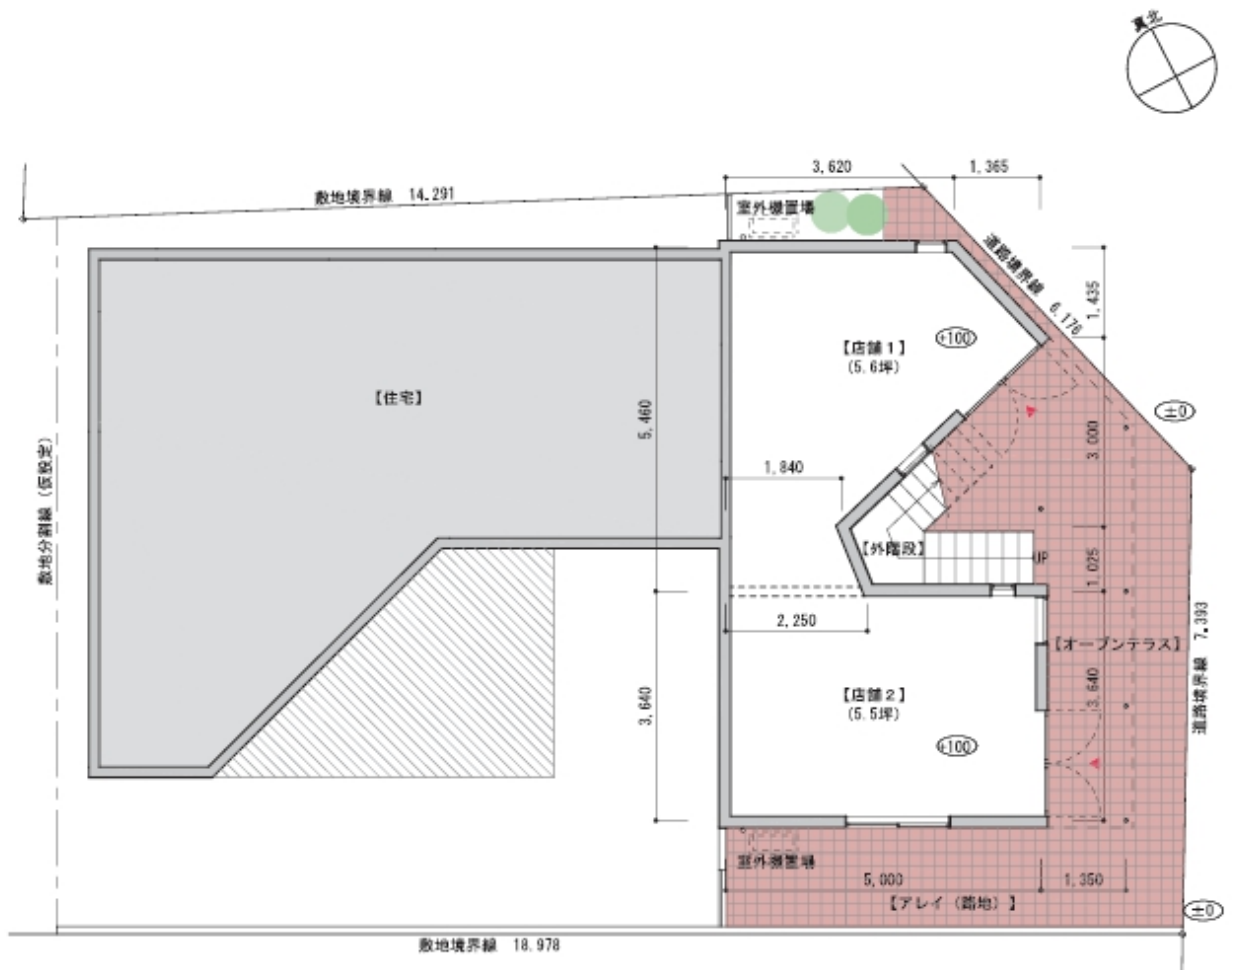 真北
3,620
1,365
敷地境界線 14.291
室外機置場
道路境界線 6.176
1,435
【店舗1】
(5.6坪)
+100
【住宅】
±0
5,460
3,000
1,840
敷地分割線（仮設定）
【外階段】
UP
1,025
2,250
道路境界線 7.393
【オープンテラス】
【店舗2】
(5.5坪)
3,640
3,640
+100
室外機置場
5,000
1,350
【アレイ（路地）】
±0
敷地境界線 18.978